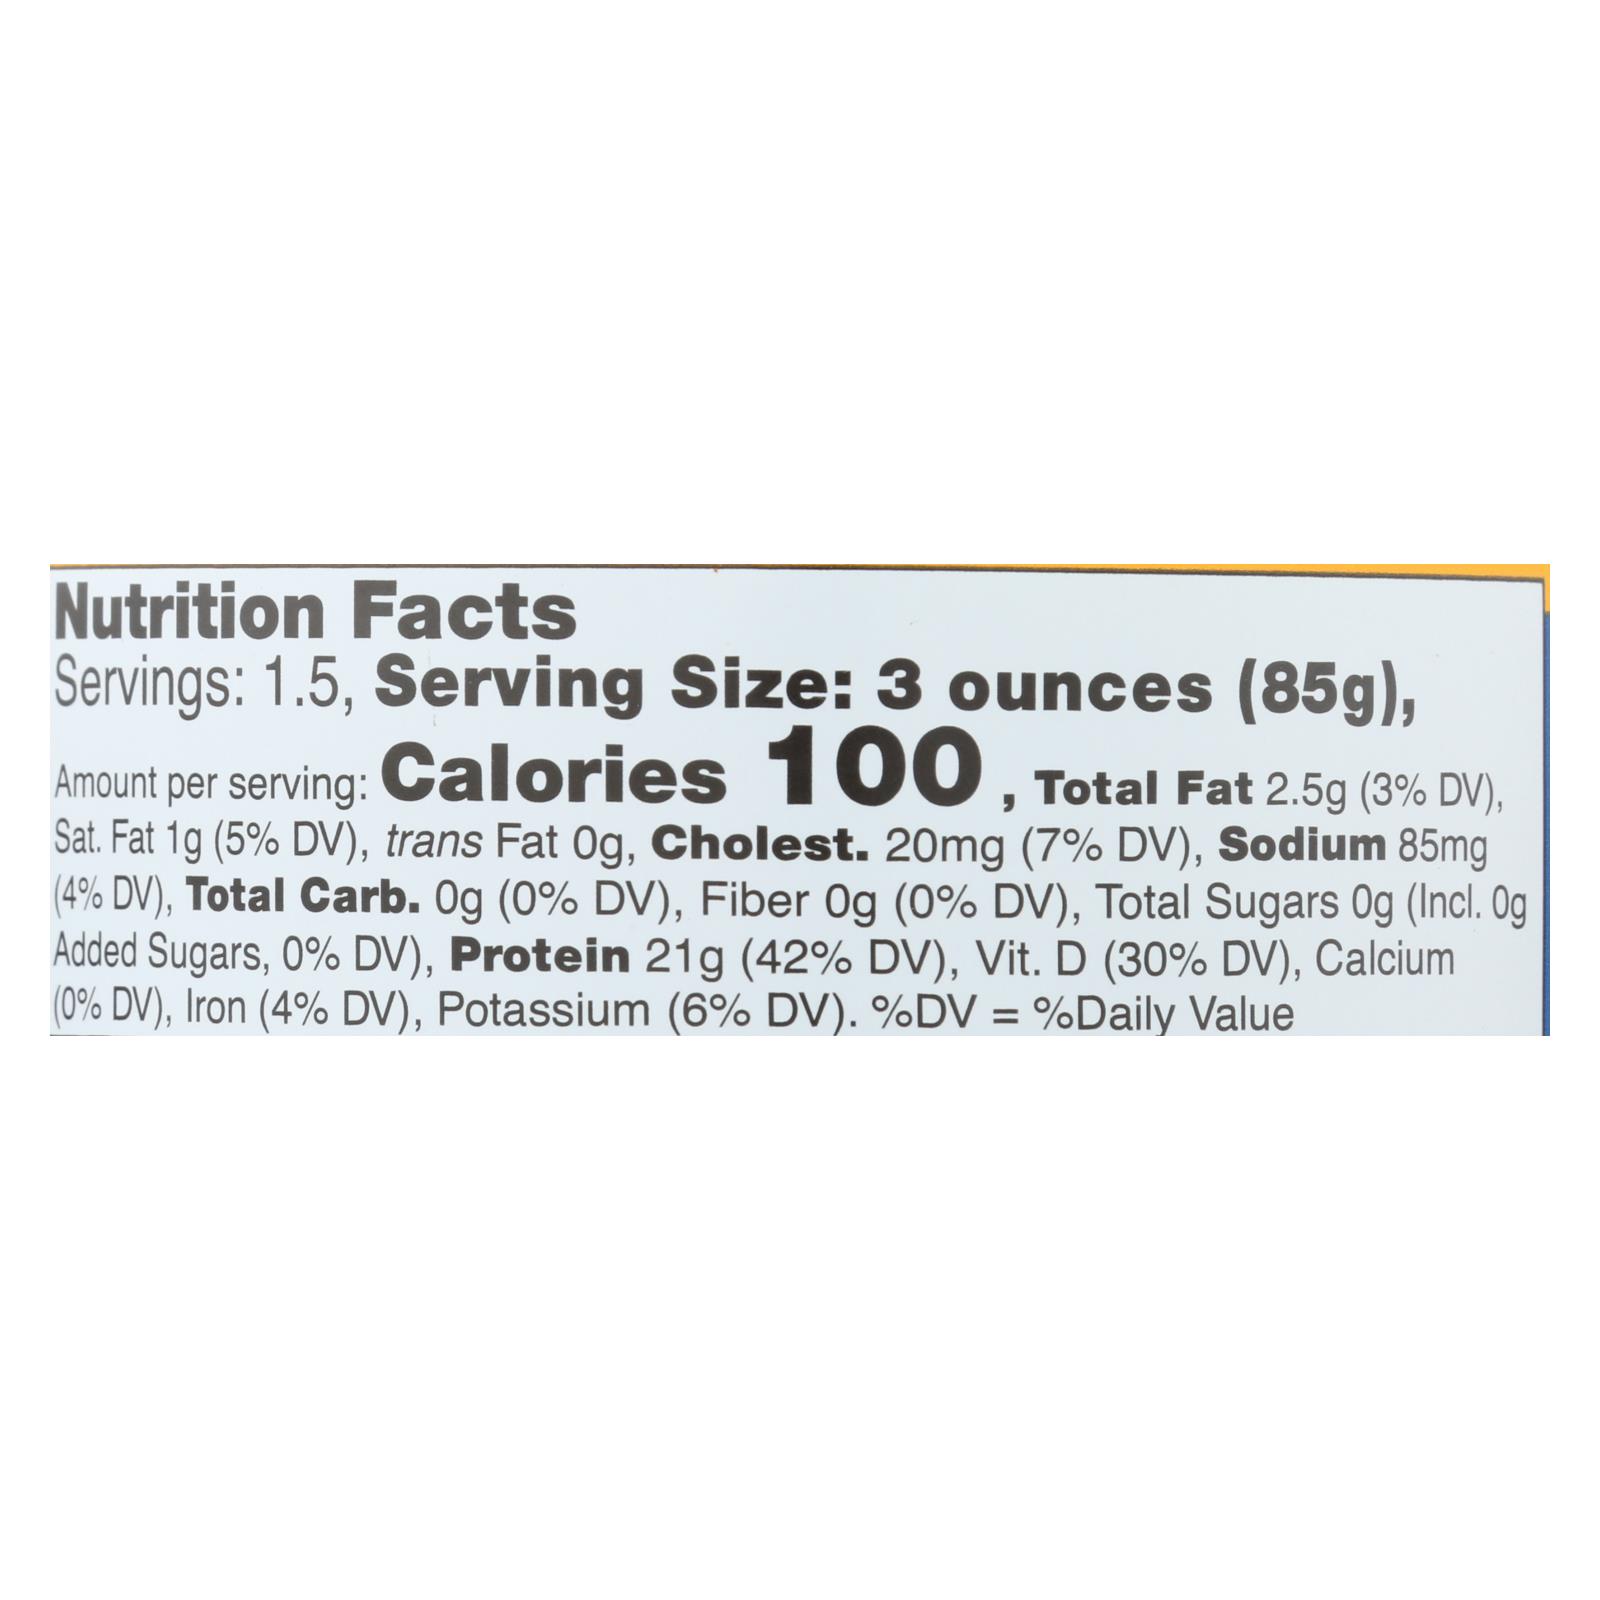 Nutrition Facts
Servings: 1.5, Serving Size: 3 ounces (85g),
Amount per serving: Calories 100 , Total Fat 2.5g (3% DV),
Sat. Fat 1g (5% DV), trans Fat 0g, Cholest. 20mg (7% DV), Sodium 85mg
(4% DV), Total Carb. 0g (0% DV), Fiber 0g (0% DV), Total Sugars 0g (Incl. 0g
Added Sugars, 0% DV), Protein 21g (42% DV), Vit. D (30% DV), Calcium
(0% DV), Iron (4% DV), Potassium (6% DV). %DV = %Daily Value